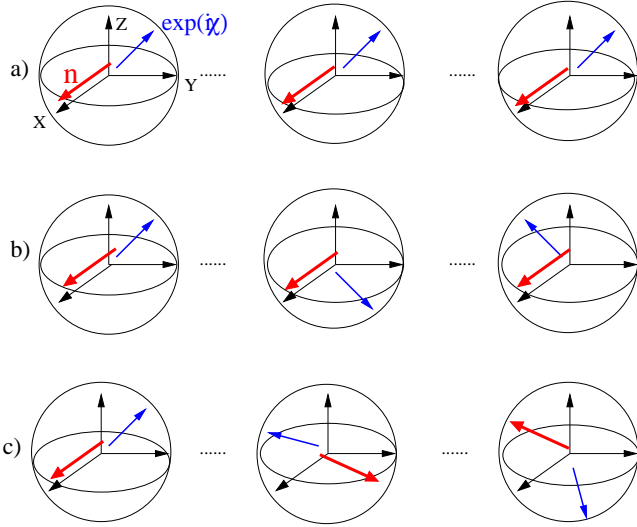 Z exp(iχ)
a) n ...... ......
Y
X
b) ...... ......
c) ...... ......